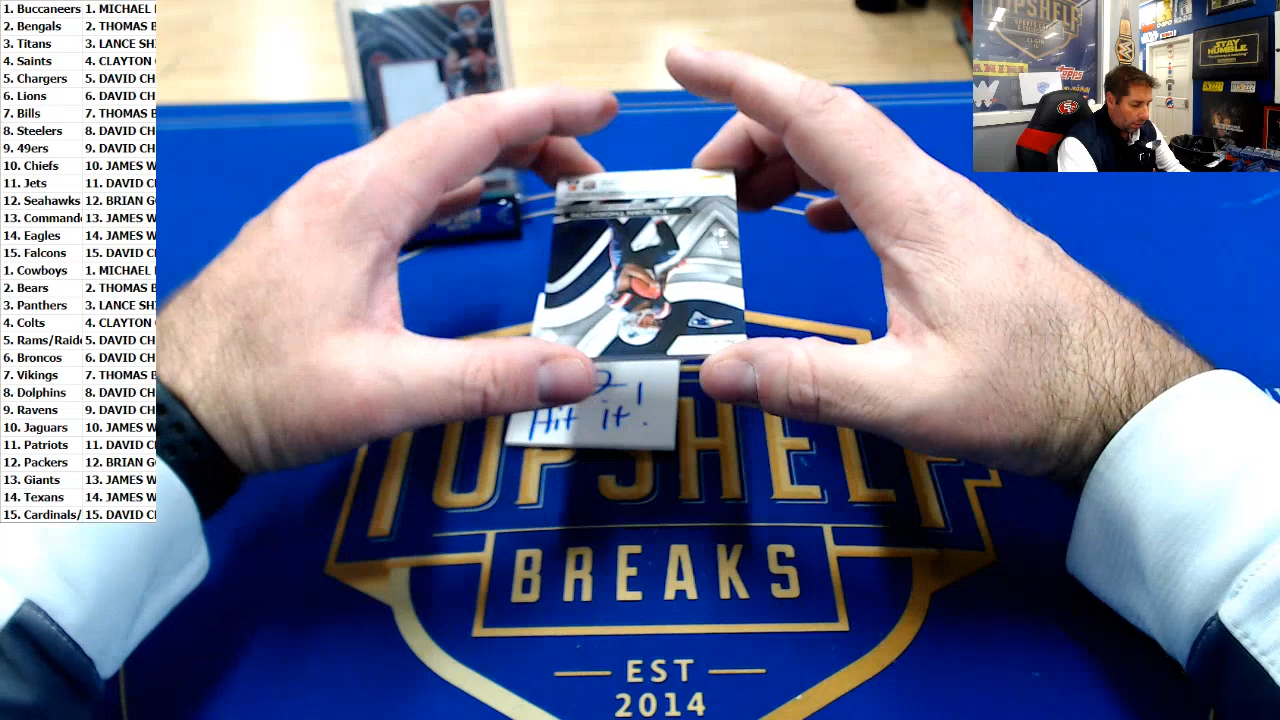 1. Buccaneers 1. MICHAEL
2. Bengals 2. THOMAS B
3. Titans 3. LANCE SH
4. Saints 4. CLAYTON
5. Chargers 5. DAVID CH
6. Lions 6. DAVID CH
7. Bills 7. THOMAS B
8. Steelers 8. DAVID CH
9. 49ers 9. DAVID CH
10. Chiefs 10. JAMES W
11. Jets 11. DAVID C
12. Seahawks 12. BRIAN G
13. Command 13. JAMES W
14. Eagles 14. JAMES W
15. Falcons 15. DAVID C
1. Cowboys 1. MICHAEL
2. Bears 2. THOMAS B
3. Panthers 3. LANCE SH
4. Colts 4. CLAYTON
5. Rams/Raid 5. DAVID CH
6. Broncos 6. DAVID CH
7. Vikings 7. THOMAS B
8. Dolphins 8. DAVID CH
9. Ravens 9. DAVID CH
10. Jaguars 10. JAMES W
11. Patriots 11. DAVID C
12. Packers 12. BRIAN G
13. Giants 13. JAMES W
14. Texans 14. JAMES W
15. Cardinals/ 15. DAVID C
TOPSHELF
STAY
HUMBLE
topps
Hit it!
TOPSHELF
BREAKS
EST
2014